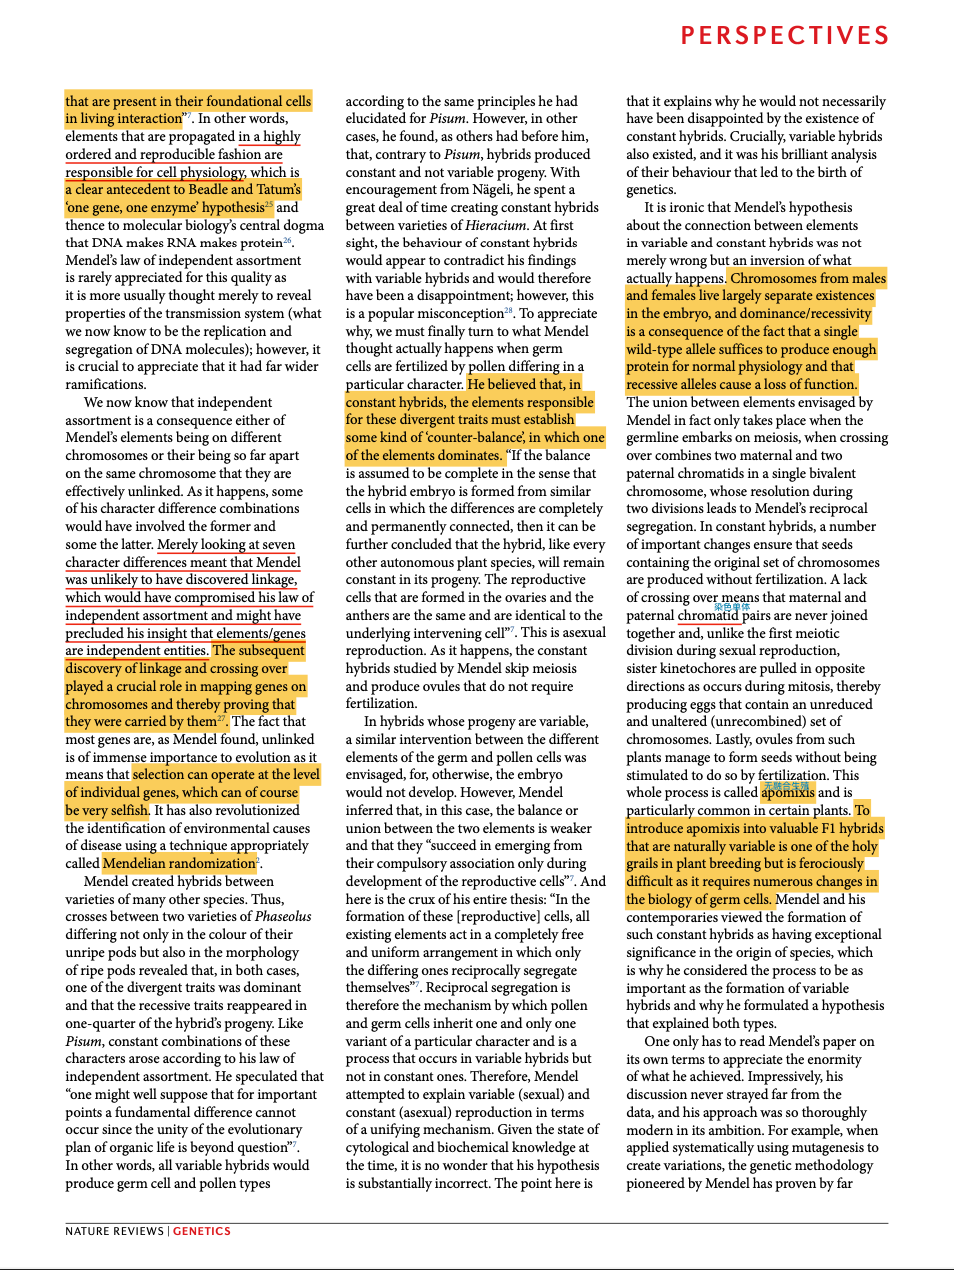 PERSPECTIVES
that are present in their foundational cells
in living interaction”7. In other words,
elements that are propagated in a highly
ordered and reproducible fashion are
responsible for cell physiology, which is
a clear antecedent to Beadle and Tatum’s
‘one gene, one enzyme’ hypothesis25 and
thence to molecular biology’s central dogma
that DNA makes RNA makes protein26.
Mendel’s law of independent assortment
is rarely appreciated for this quality as
it is more usually thought merely to reveal
properties of the transmission system (what
we now know to be the replication and
segregation of DNA molecules); however, it
is crucial to appreciate that it had far wider
ramifications.
We now know that independent
assortment is a consequence either of
Mendel’s elements being on different
chromosomes or their being so far apart
on the same chromosome that they are
effectively unlinked. As it happens, some
of his character difference combinations
would have involved the former and
some the latter. Merely looking at seven
character differences meant that Mendel
was unlikely to have discovered linkage,
which would have compromised his law of
independent assortment and might have
precluded his insight that elements/genes
are independent entities. The subsequent
discovery of linkage and crossing over
played a crucial role in mapping genes on
chromosomes and thereby proving that
they were carried by them27. The fact that
most genes are, as Mendel found, unlinked
is of immense importance to evolution as it
means that selection can operate at the level
of individual genes, which can of course
be very selfish. It has also revolutionized
the identification of environmental causes
of disease using a technique appropriately
called Mendelian randomization2.
Mendel created hybrids between
varieties of many other species. Thus,
crosses between two varieties of Phaseolus
differing not only in the colour of their
unripe pods but also in the morphology
of ripe pods revealed that, in both cases,
one of the divergent traits was dominant
and that the recessive traits reappeared in
one-quarter of the hybrid’s progeny. Like
Pisum, constant combinations of these
characters arose according to his law of
independent assortment. He speculated that
“one might well suppose that for important
points a fundamental difference cannot
occur since the unity of the evolutionary
plan of organic life is beyond question”7.
In other words, all variable hybrids would
produce germ cell and pollen types
according to the same principles he had
elucidated for Pisum. However, in other
cases, he found, as others had before him,
that, contrary to Pisum, hybrids produced
constant and not variable progeny. With
encouragement from Nägeli, he spent a
great deal of time creating constant hybrids
between varieties of Hieracium. At first
sight, the behaviour of constant hybrids
would appear to contradict his findings
with variable hybrids and would therefore
have been a disappointment; however, this
is a popular misconception28. To appreciate
why, we must finally turn to what Mendel
thought actually happens when germ
cells are fertilized by pollen differing in a
particular character. He believed that, in
constant hybrids, the elements responsible
for these divergent traits must establish
some kind of ‘counter-balance’, in which one
of the elements dominates. “If the balance
is assumed to be complete in the sense that
the hybrid embryo is formed from similar
cells in which the differences are completely
and permanently connected, then it can be
further concluded that the hybrid, like every
other autonomous plant species, will remain
constant in its progeny. The reproductive
cells that are formed in the ovaries and the
anthers are the same and are identical to the
underlying intervening cell”7. This is asexual
reproduction. As it happens, the constant
hybrids studied by Mendel skip meiosis
and produce ovules that do not require
fertilization.
In hybrids whose progeny are variable,
a similar intervention between the different
elements of the germ and pollen cells was
envisaged, for, otherwise, the embryo
would not develop. However, Mendel
inferred that, in this case, the balance or
union between the two elements is weaker
and that they “succeed in emerging from
their compulsory association only during
development of the reproductive cells”7. And
here is the crux of his entire thesis: “In the
formation of these [reproductive] cells, all
existing elements act in a completely free
and uniform arrangement in which only
the differing ones reciprocally segregate
themselves”7. Reciprocal segregation is
therefore the mechanism by which pollen
and germ cells inherit one and only one
variant of a particular character and is a
process that occurs in variable hybrids but
not in constant ones. Therefore, Mendel
attempted to explain variable (sexual) and
constant (asexual) reproduction in terms
of a unifying mechanism. Given the state of
cytological and biochemical knowledge at
the time, it is no wonder that his hypothesis
is substantially incorrect. The point here is
that it explains why he would not necessarily
have been disappointed by the existence of
constant hybrids. Crucially, variable hybrids
also existed, and it was his brilliant analysis
of their behaviour that led to the birth of
genetics.
It is ironic that Mendel’s hypothesis
about the connection between elements
in variable and constant hybrids was not
merely wrong but an inversion of what
actually happens. Chromosomes from males
and females live largely separate existences
in the embryo, and dominance/recessivity
is a consequence of the fact that a single
wild-type allele suffices to produce enough
protein for normal physiology and that
recessive alleles cause a loss of function.
The union between elements envisaged by
Mendel in fact only takes place when the
germline embarks on meiosis, when crossing
over combines two maternal and two
paternal chromatids in a single bivalent
chromosome, whose resolution during
two divisions leads to Mendel’s reciprocal
segregation. In constant hybrids, a number
of important changes ensure that seeds
containing the original set of chromosomes
are produced without fertilization. A lack
of crossing over means that maternal and
染色单体
paternal chromatid pairs are never joined
together and, unlike the first meiotic
division during sexual reproduction,
sister kinetochores are pulled in opposite
directions as occurs during mitosis, thereby
producing eggs that contain an unreduced
and unaltered (unrecombined) set of
chromosomes. Lastly, ovules from such
plants manage to form seeds without being
stimulated to do so by fertilization. This
无融合生殖
whole process is called apomixis and is
particularly common in certain plants. To
introduce apomixis into valuable F1 hybrids
that are naturally variable is one of the holy
grails in plant breeding but is ferociously
difficult as it requires numerous changes in
the biology of germ cells. Mendel and his
contemporaries viewed the formation of
such constant hybrids as having exceptional
significance in the origin of species, which
is why he considered the process to be as
important as the formation of variable
hybrids and why he formulated a hypothesis
that explained both types.
One only has to read Mendel’s paper on
its own terms to appreciate the enormity
of what he achieved. Impressively, his
discussion never strayed far from the
data, and his approach was so thoroughly
modern in its ambition. For example, when
applied systematically using mutagenesis to
create variations, the genetic methodology
pioneered by Mendel has proven by far
NATURE REVIEWS | GENETICS